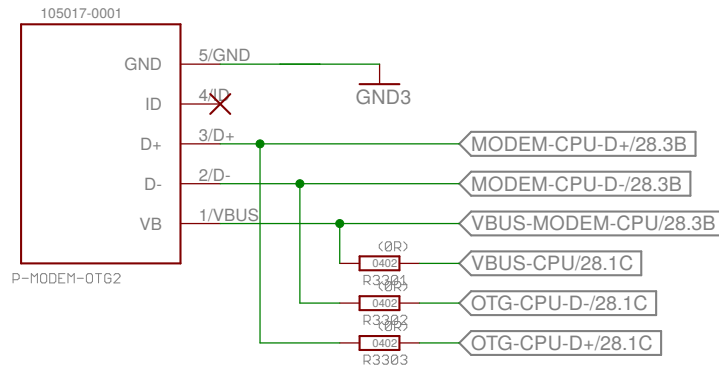 105017-0001
GND 5/GND
GND3
ID 4/ID
D+ 3/D+ MODEM-CPU-D+/28.3B
D- 2/D- MODEM-CPU-D-/28.3B
VB 1/VBUS VBUS-MODEM-CPU/28.3B
(0R)
0402 VBUS-CPU/28.1C
P-MODEM-OTG2
R3301
(0R)
0402 OTG-CPU-D-/28.1C
R3302
(0R)
0402 OTG-CPU-D+/28.1C
R3303